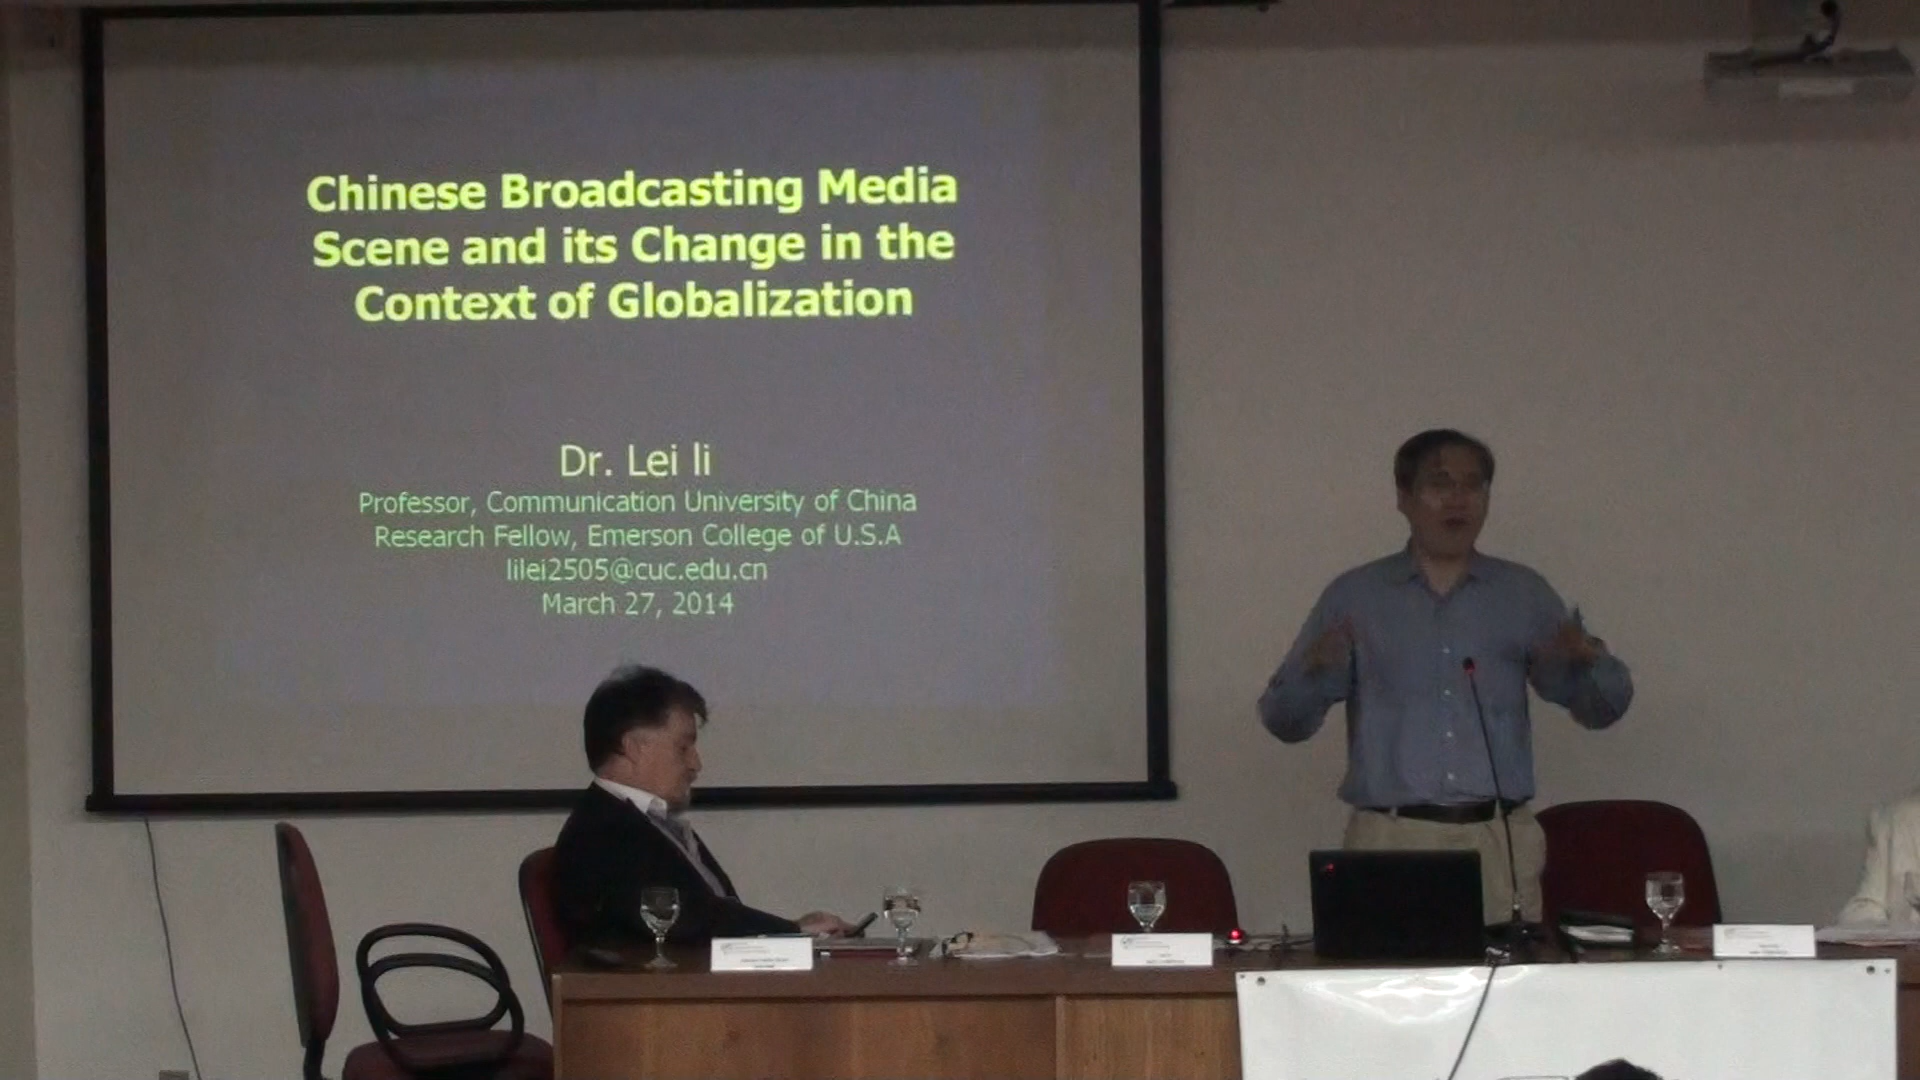 Chinese Broadcasting Media
Scene and its Change in the
Context of Globalization
Dr. Lei li
Professor, Communication University of China
Research Fellow, Emerson College of U.S.A
lilei2505@cuc.edu.cn
March 27, 2014